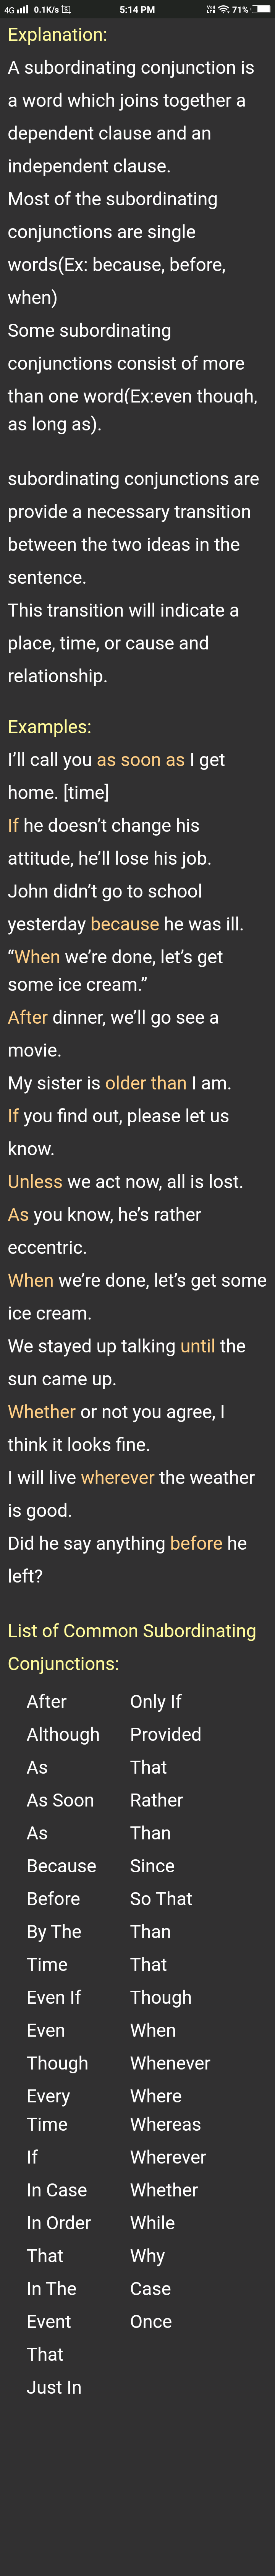 4G 0.1K/s 5:14 PM 71%
Explanation:
A subordinating conjunction is
a word which joins together a
dependent clause and an
independent clause.
Most of the subordinating
conjunctions are single
words(Ex: because, before,
when)
Some subordinating
conjunctions consist of more
than one word(Ex:even though,
as long as).
subordinating conjunctions are
provide a necessary transition
between the two ideas in the
sentence.
This transition will indicate a
place, time, or cause and
relationship.
Examples:
I’ll call you as soon as I get
home. [time]
If he doesn’t change his
attitude, he’ll lose his job.
John didn’t go to school
yesterday because he was ill.
“When we’re done, let’s get
some ice cream.”
After dinner, we’ll go see a
movie.
My sister is older than I am.
If you find out, please let us
know.
Unless we act now, all is lost.
As you know, he’s rather
eccentric.
When we’re done, let’s get some
ice cream.
We stayed up talking until the
sun came up.
Whether or not you agree, I
think it looks fine.
I will live wherever the weather
is good.
Did he say anything before he
left?
List of Common Subordinating
Conjunctions:
After
Although
As
As Soon
As
Because
Before
By The
Time
Even If
Even
Though
Every
Time
If
In Case
In Order
That
In The
Event
That
Just In
Only If
Provided
That
Rather
Than
Since
So That
Than
That
Though
When
Whenever
Where
Whereas
Wherever
Whether
While
Why
Case
Once